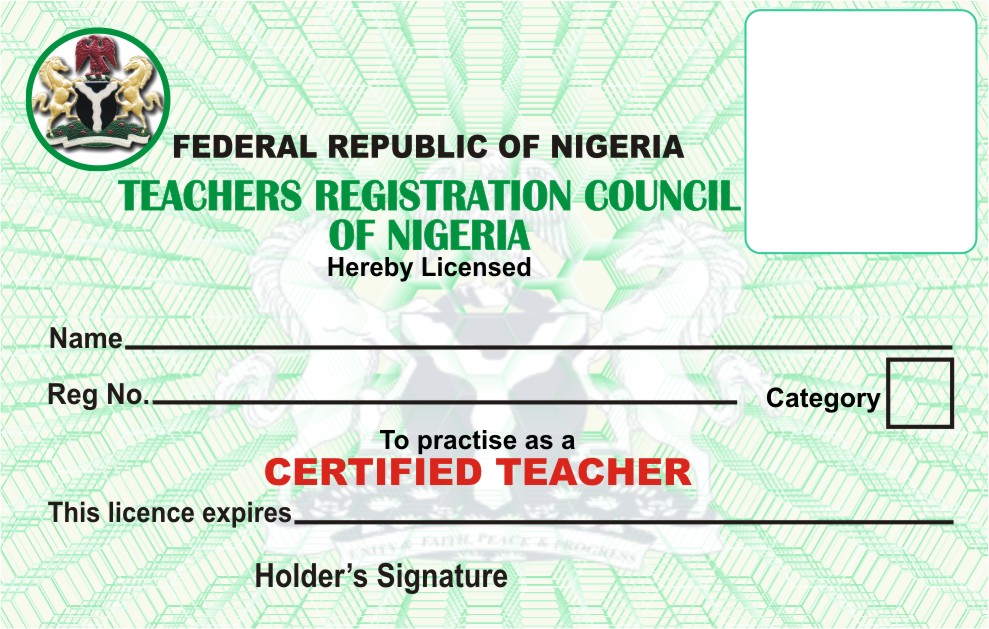 FEDERAL REPUBLIC OF NIGERIA
TEACHERS REGISTRATION COUNCIL
OF NIGERIA
Hereby Licensed
Name
Reg No.
Category
To practise as a
CERTIFIED TEACHER
This licence expires
UNITY & FAITH, PEACE & PROGRESS
Holder’s Signature